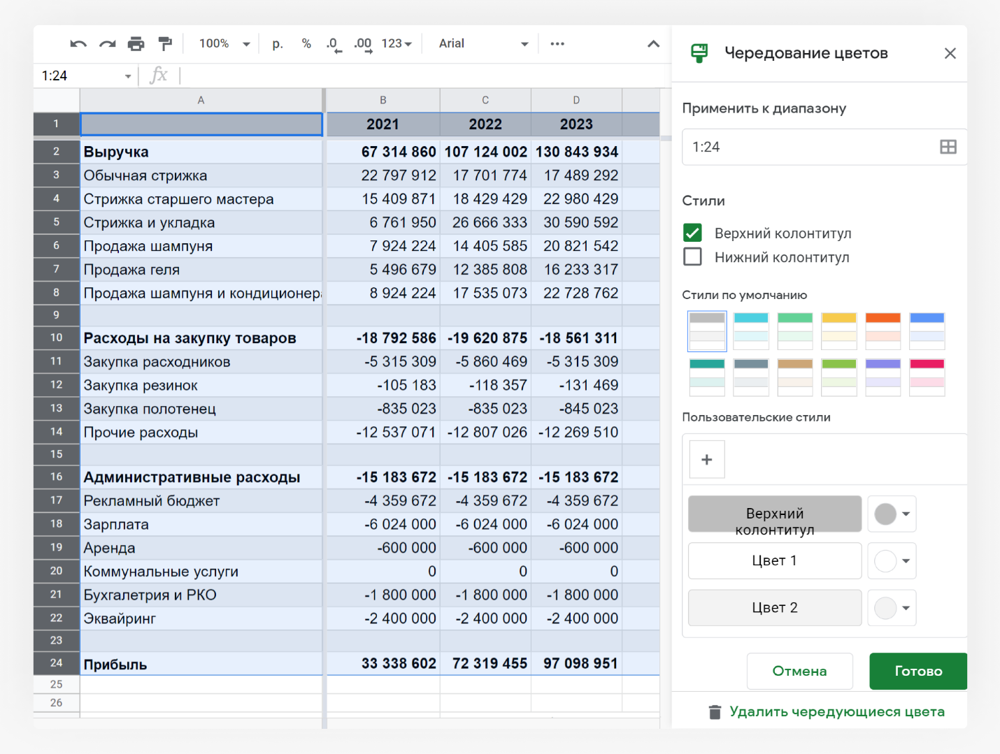 100% р. % .0 .00 123 Arial
1:24 fx
A B C D
1 2021 2022 2023
2 Выручка 67 314 860 107 124 002 130 843 934
3 Обычная стрижка 22 797 912 17 701 774 17 489 292
4 Стрижка старшего мастера 15 409 871 18 429 429 22 980 429
5 Стрижка и укладка 6 761 950 26 666 333 30 590 592
6 Продажа шампуня 7 924 224 14 405 585 20 821 542
7 Продажа геля 5 496 679 12 385 808 16 233 317
8 Продажа шампуня и кондиционера 8 924 224 17 535 073 22 728 762
9
10 Расходы на закупку товаров -18 792 586 -19 620 875 -18 561 311
11 Закупка расходников -5 315 309 -5 860 469 -5 315 309
12 Закупка резинок -105 183 -118 357 -131 469
13 Закупка полотенец -835 023 -835 023 -845 023
14 Прочие расходы -12 537 071 -12 807 026 -12 269 510
15
16 Административные расходы -15 183 672 -15 183 672 -15 183 672
17 Рекламный бюджет -4 359 672 -4 359 672 -4 359 672
18 Зарплата -6 024 000 -6 024 000 -6 024 000
19 Аренда -600 000 -600 000 -600 000
20 Коммунальные услуги 0 0 0
21 Бухгалетрия и РКО -1 800 000 -1 800 000 -1 800 000
22 Эквайринг -2 400 000 -2 400 000 -2 400 000
23
24 Прибыль 33 338 602 72 319 455 97 098 951
25
26
Чередование цветов
Применить к диапазону
1:24
Стили
Верхний колонтитул
Нижний колонтитул
Стили по умолчанию
Пользовательские стили
+
Верхний
колонтитул
Цвет 1
Цвет 2
Отмена Готово
Удалить чередующиеся цвета